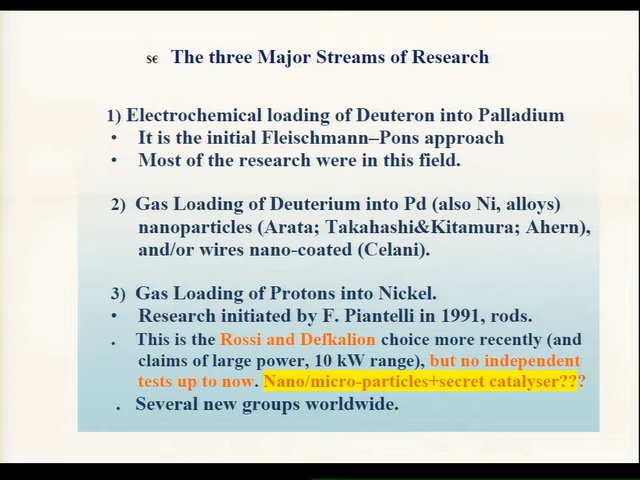 $€ The three Major Streams of Research
1) Electrochemical loading of Deuteron into Palladium
• It is the initial Fleischmann–Pons approach
• Most of the research were in this field.
2) Gas Loading of Deuterium into Pd (also Ni, alloys)
nanoparticles (Arata; Takahashi&Kitamura; Ahern),
and/or wires nano-coated (Celani).
3) Gas Loading of Protons into Nickel.
• Research initiated by F. Piantelli in 1991, rods.
. This is the Rossi and Defkalion choice more recently (and
claims of large power, 10 kW range), but no independent
tests up to now. Nano/micro-particles+secret catalyser???
. Several new groups worldwide.